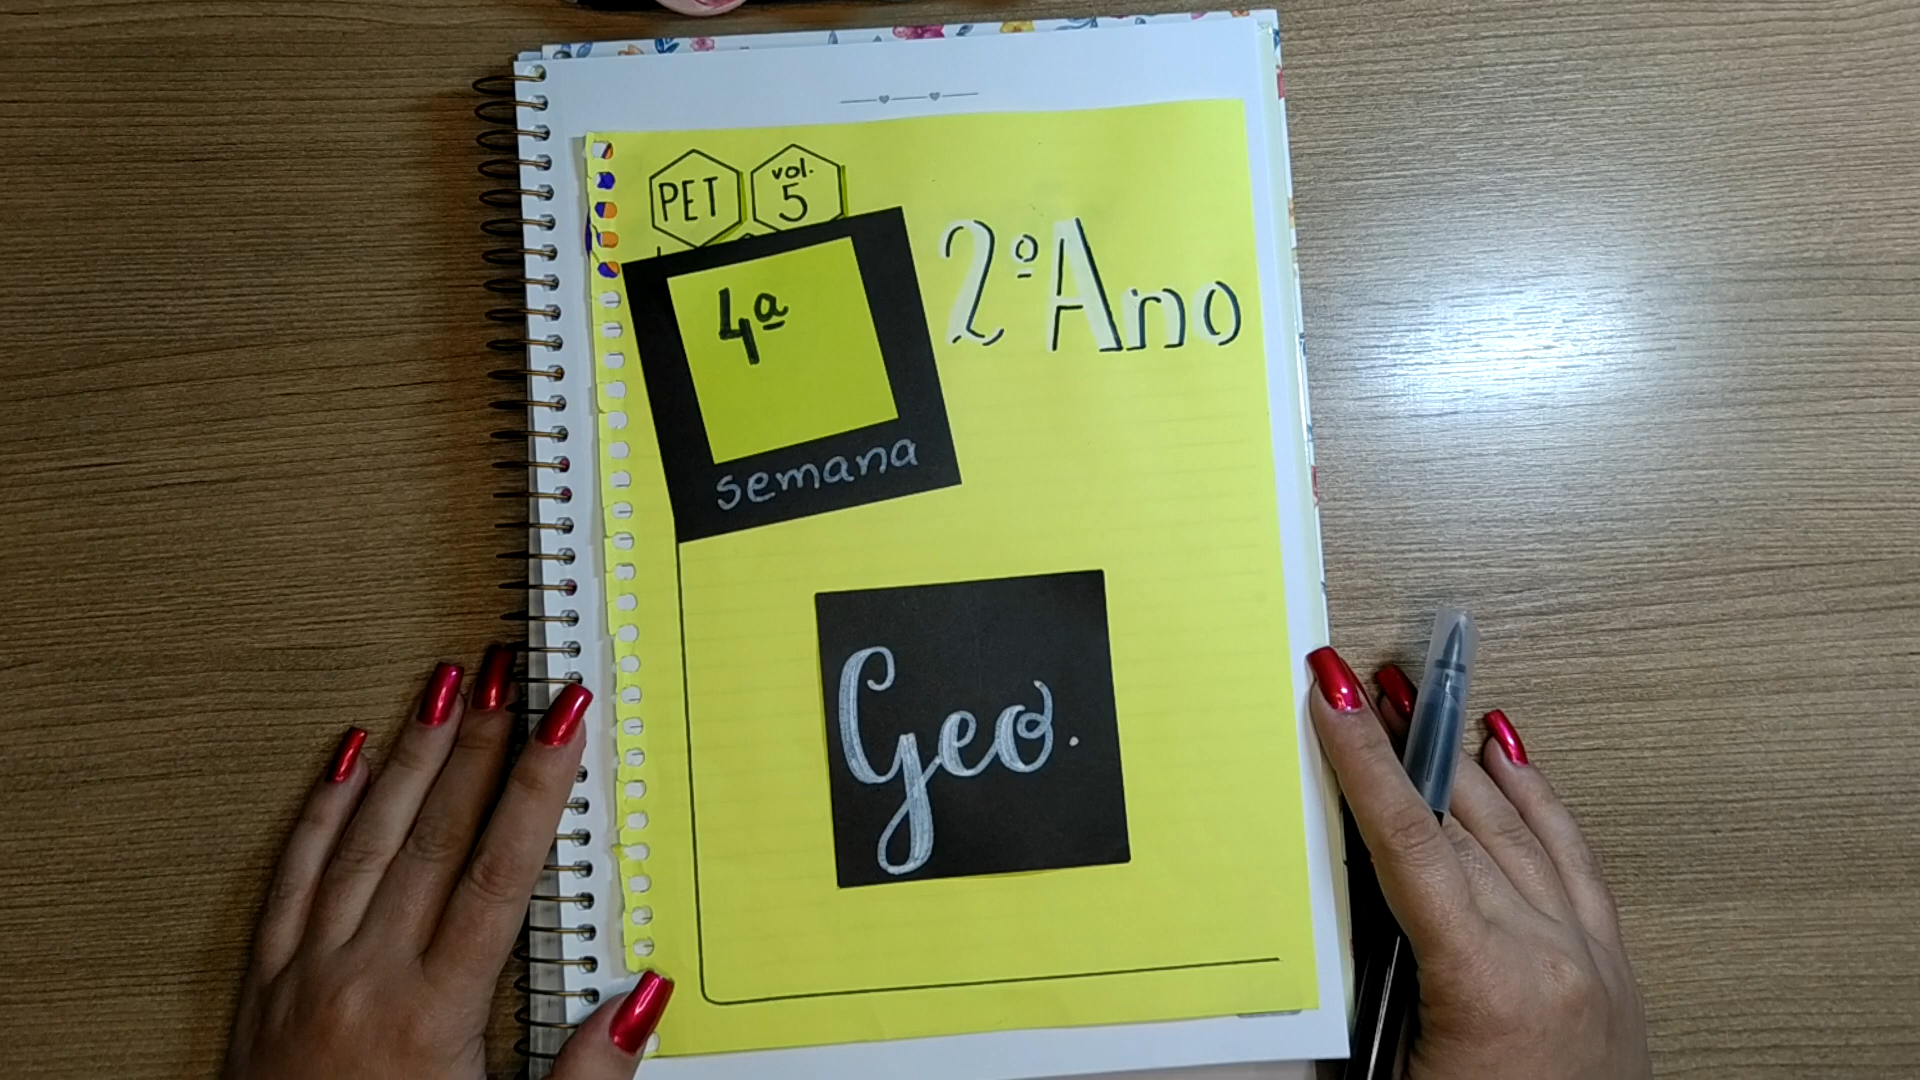 PET vol. 5
2º Ano
4ª
semana
Geo.